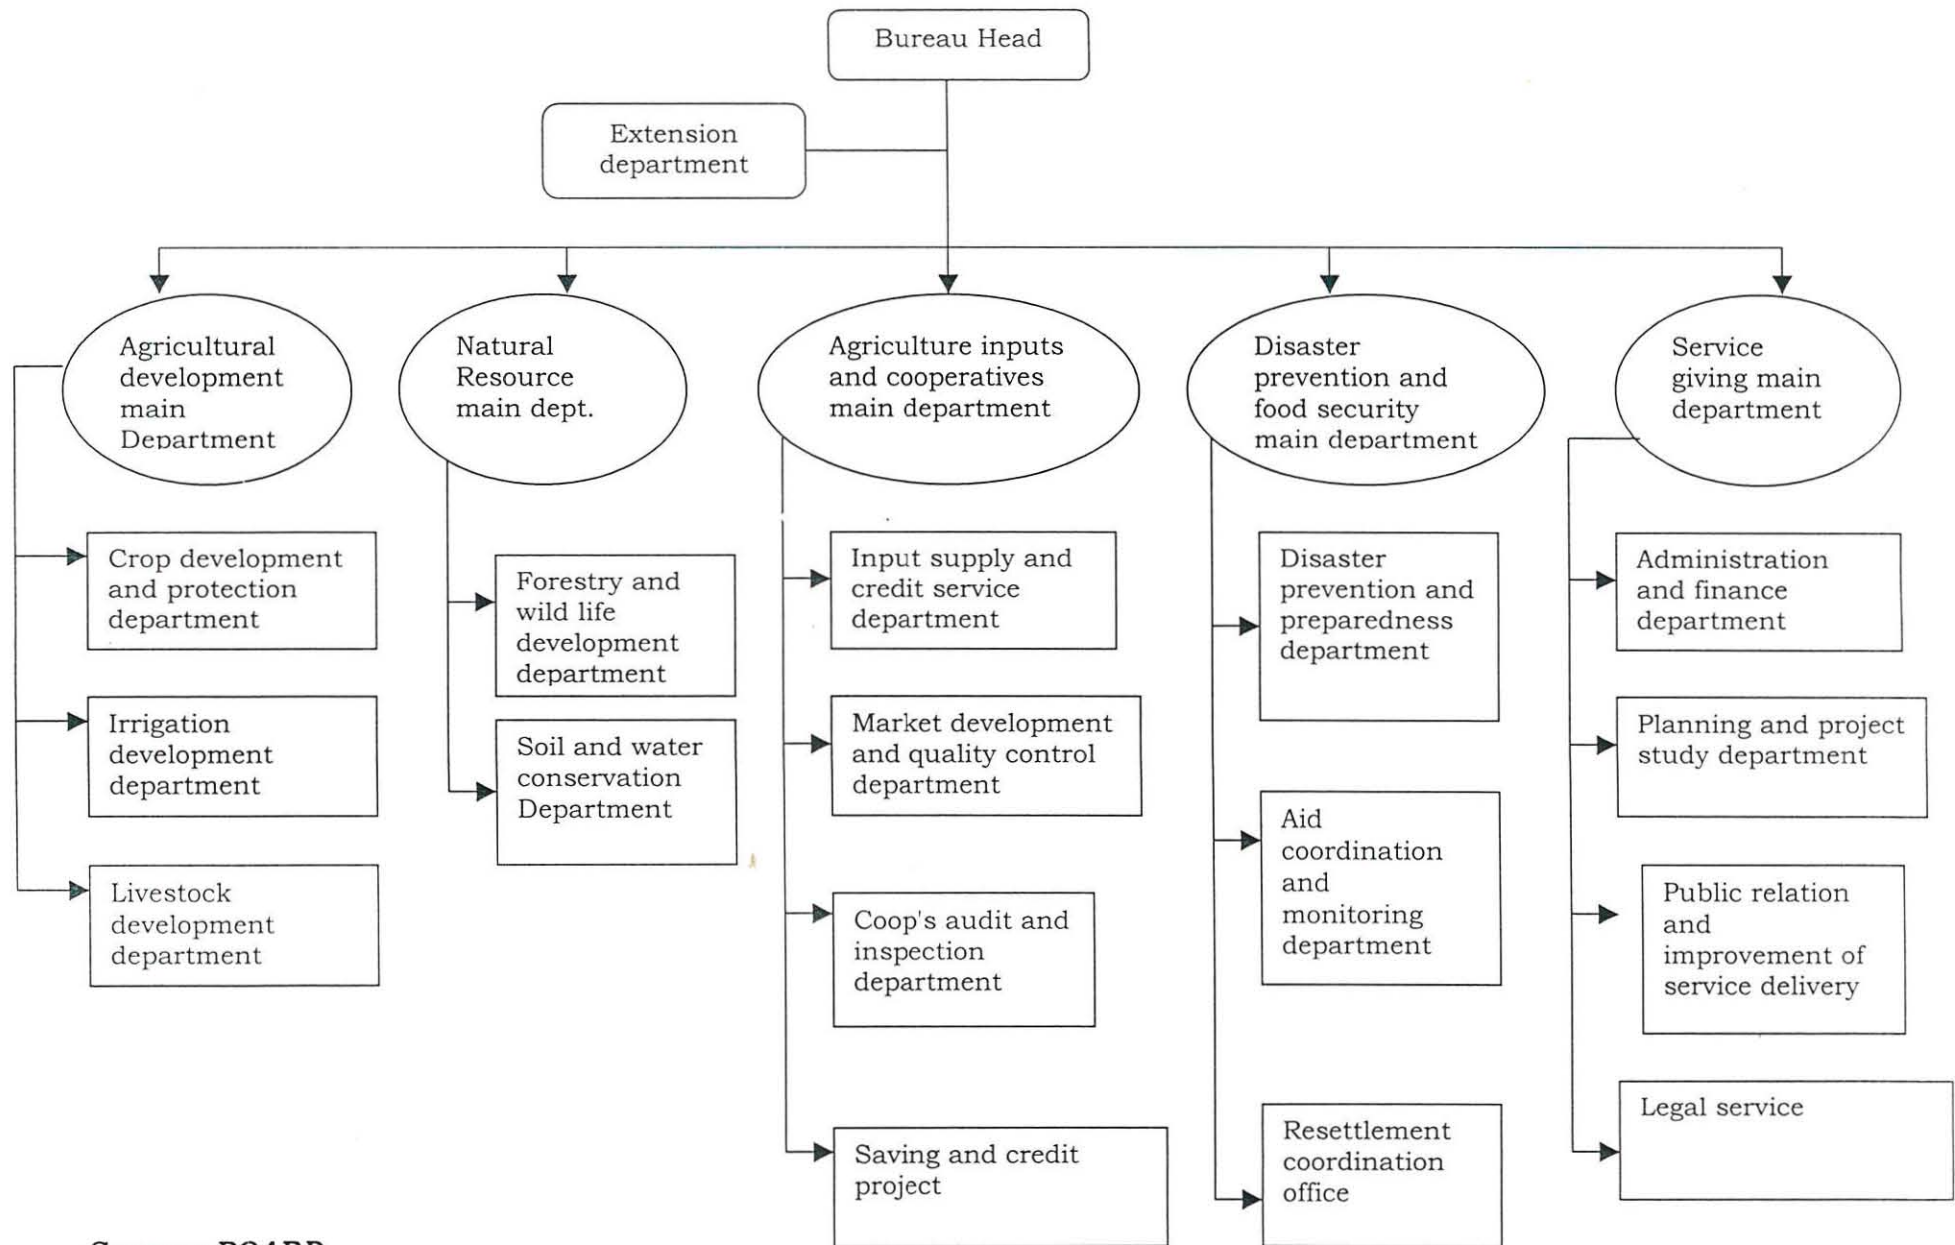 Bureau Head
Extension
department
Agricultural
development
main
Department
Natural
Resource
main dept.
Agriculture inputs
and cooperatives
main department
Disaster
prevention and
food security
main department
Service
giving main
department
Crop development
and protection
department
Irrigation
development
department
Livestock
development
department
Forestry and
wild life
development
department
Soil and water
conservation
Department
Input supply and
credit service
department
Market development
and quality control
department
Coop's audit and
inspection
department
Saving and credit
project
Disaster
prevention and
preparedness
department
Aid
coordination
and
monitoring
department
Resettlement
coordination
office
Administration
and finance
department
Planning and project
study department
Public relation
and
improvement of
service delivery
Legal service